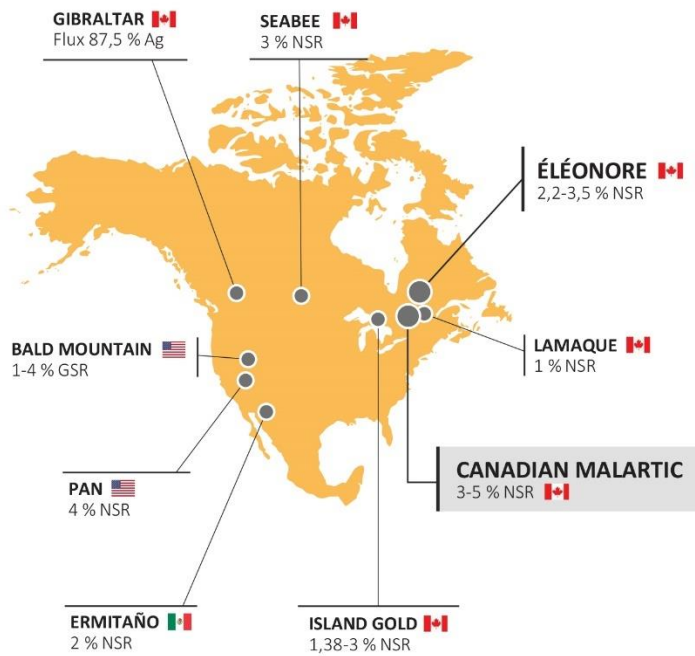 GIBRALTAR
Flux 87,5 % Ag
SEABEE
3 % NSR
ÉLÉONORE
2,2-3,5 % NSR
BALD MOUNTAIN
1-4 % GSR
LAMAQUE
1 % NSR
PAN
4 % NSR
CANADIAN MALARTIC
3-5 % NSR
ERMITAÑO
2 % NSR
ISLAND GOLD
1,38-3 % NSR